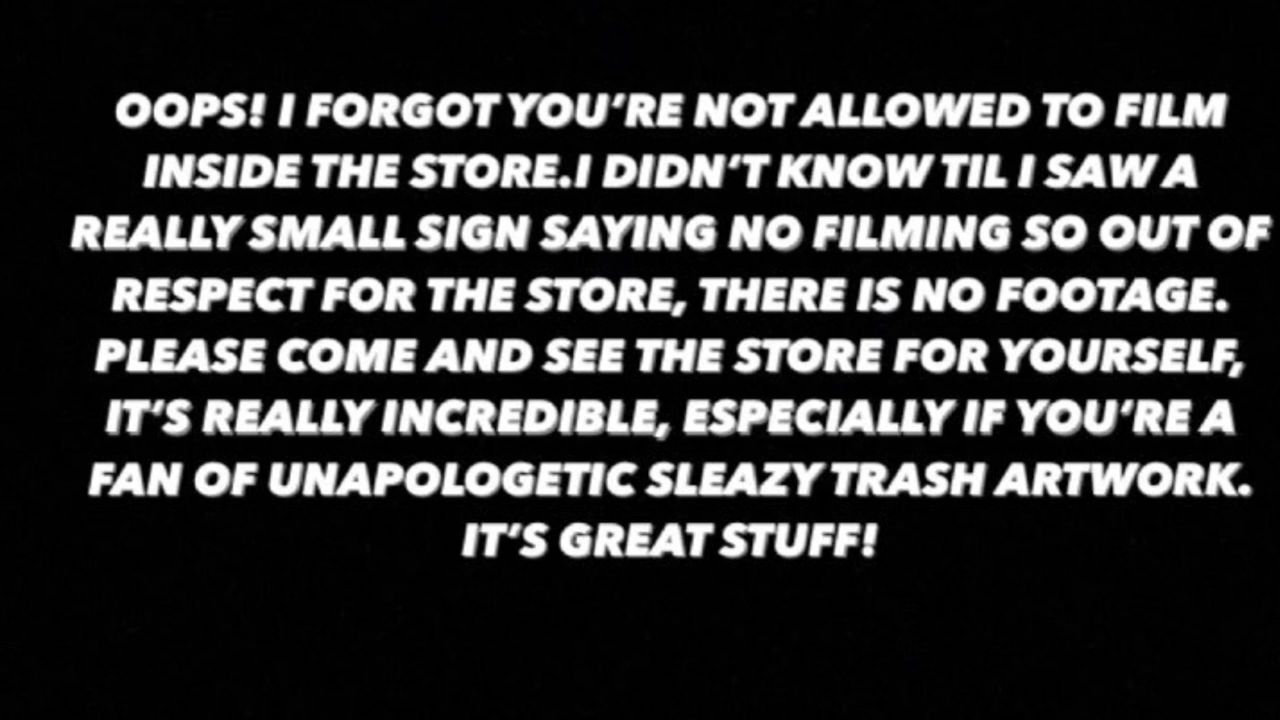 OOPS! I FORGOT YOU'RE NOT ALLOWED TO FILM
INSIDE THE STORE.I DIDN'T KNOW TIL I SAW A
REALLY SMALL SIGN SAYING NO FILMING SO OUT OF
RESPECT FOR THE STORE, THERE IS NO FOOTAGE.
PLEASE COME AND SEE THE STORE FOR YOURSELF,
IT'S REALLY INCREDIBLE, ESPECIALLY IF YOU'RE A
FAN OF UNAPOLOGETIC SLEAZY TRASH ARTWORK.
IT'S GREAT STUFF!